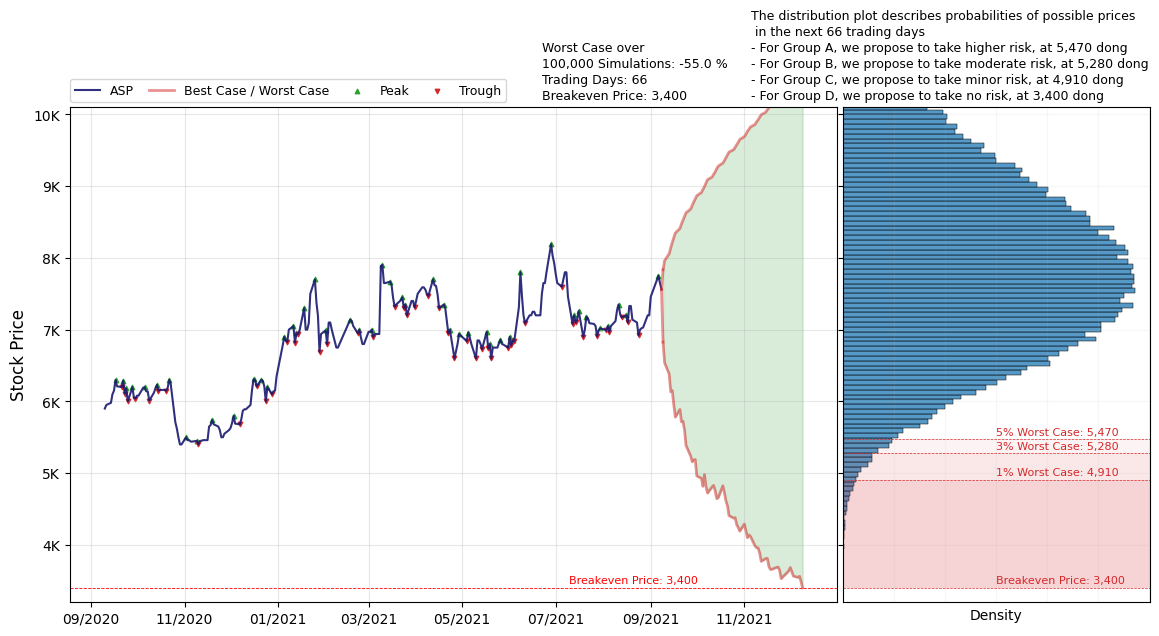 The distribution plot describes probabilities of possible prices
in the next 66 trading days
- For Group A, we propose to take higher risk, at 5,470 dong
- For Group B, we propose to take moderate risk, at 5,280 dong
- For Group C, we propose to take minor risk, at 4,910 dong
- For Group D, we propose to take no risk, at 3,400 dong
Worst Case over
100,000 Simulations: -55.0 %
Trading Days: 66
Breakeven Price: 3,400
ASP
Best Case / Worst Case
Peak
Trough
Stock Price
10K
9K
8K
7K
6K
5K
4K
Breakeven Price: 3,400
09/2020
11/2020
01/2021
03/2021
05/2021
07/2021
09/2021
11/2021
5% Worst Case: 5,470
3% Worst Case: 5,280
1% Worst Case: 4,910
Breakeven Price: 3,400
Density